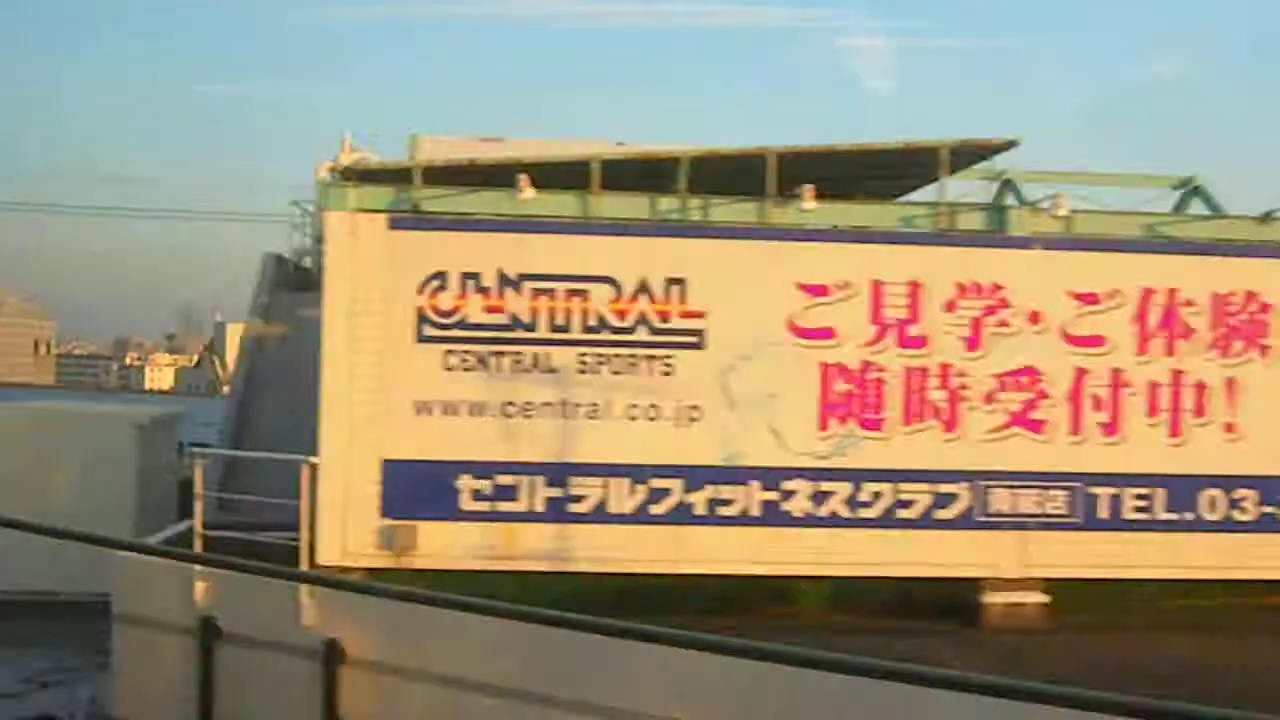 CENTRAL
CENTRAL SPORTS
www.central.co.jp
ご見学・ご体験
随時受付中!
セントラルフィットネスクラブ TEL.03-